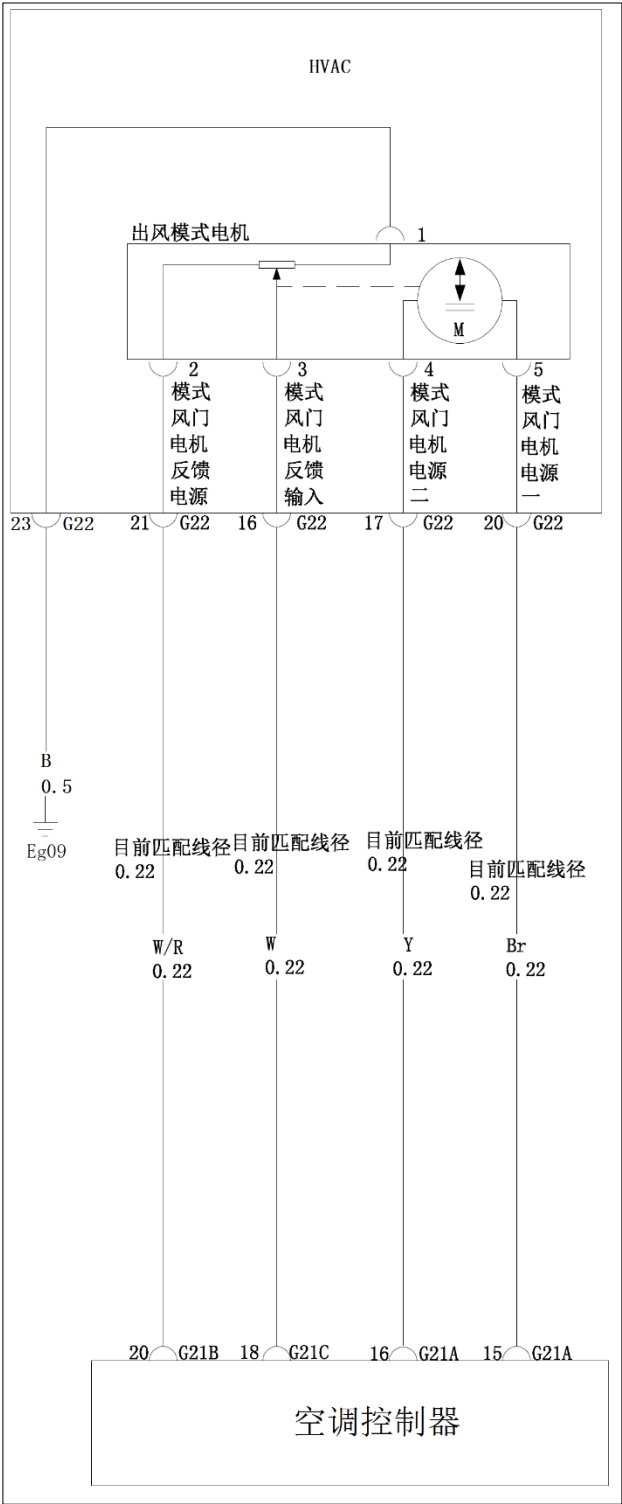 HVAC
出风模式电机
1
M
2
模式
风门
电机
反馈
电源
3
模式
风门
电机
反馈
输入
4
模式
风门
电机
电源
二
5
模式
风门
电机
电源
一
23 G22
21 G22
16 G22
17 G22
20 G22
B
0.5
Eg09
目前匹配线径
0.22
目前匹配线径
0.22
目前匹配线径
0.22
目前匹配线径
0.22
W/R
0.22
W
0.22
Y
0.22
Br
0.22
20 G21B
18 G21C
16 G21A
15 G21A
空调控制器